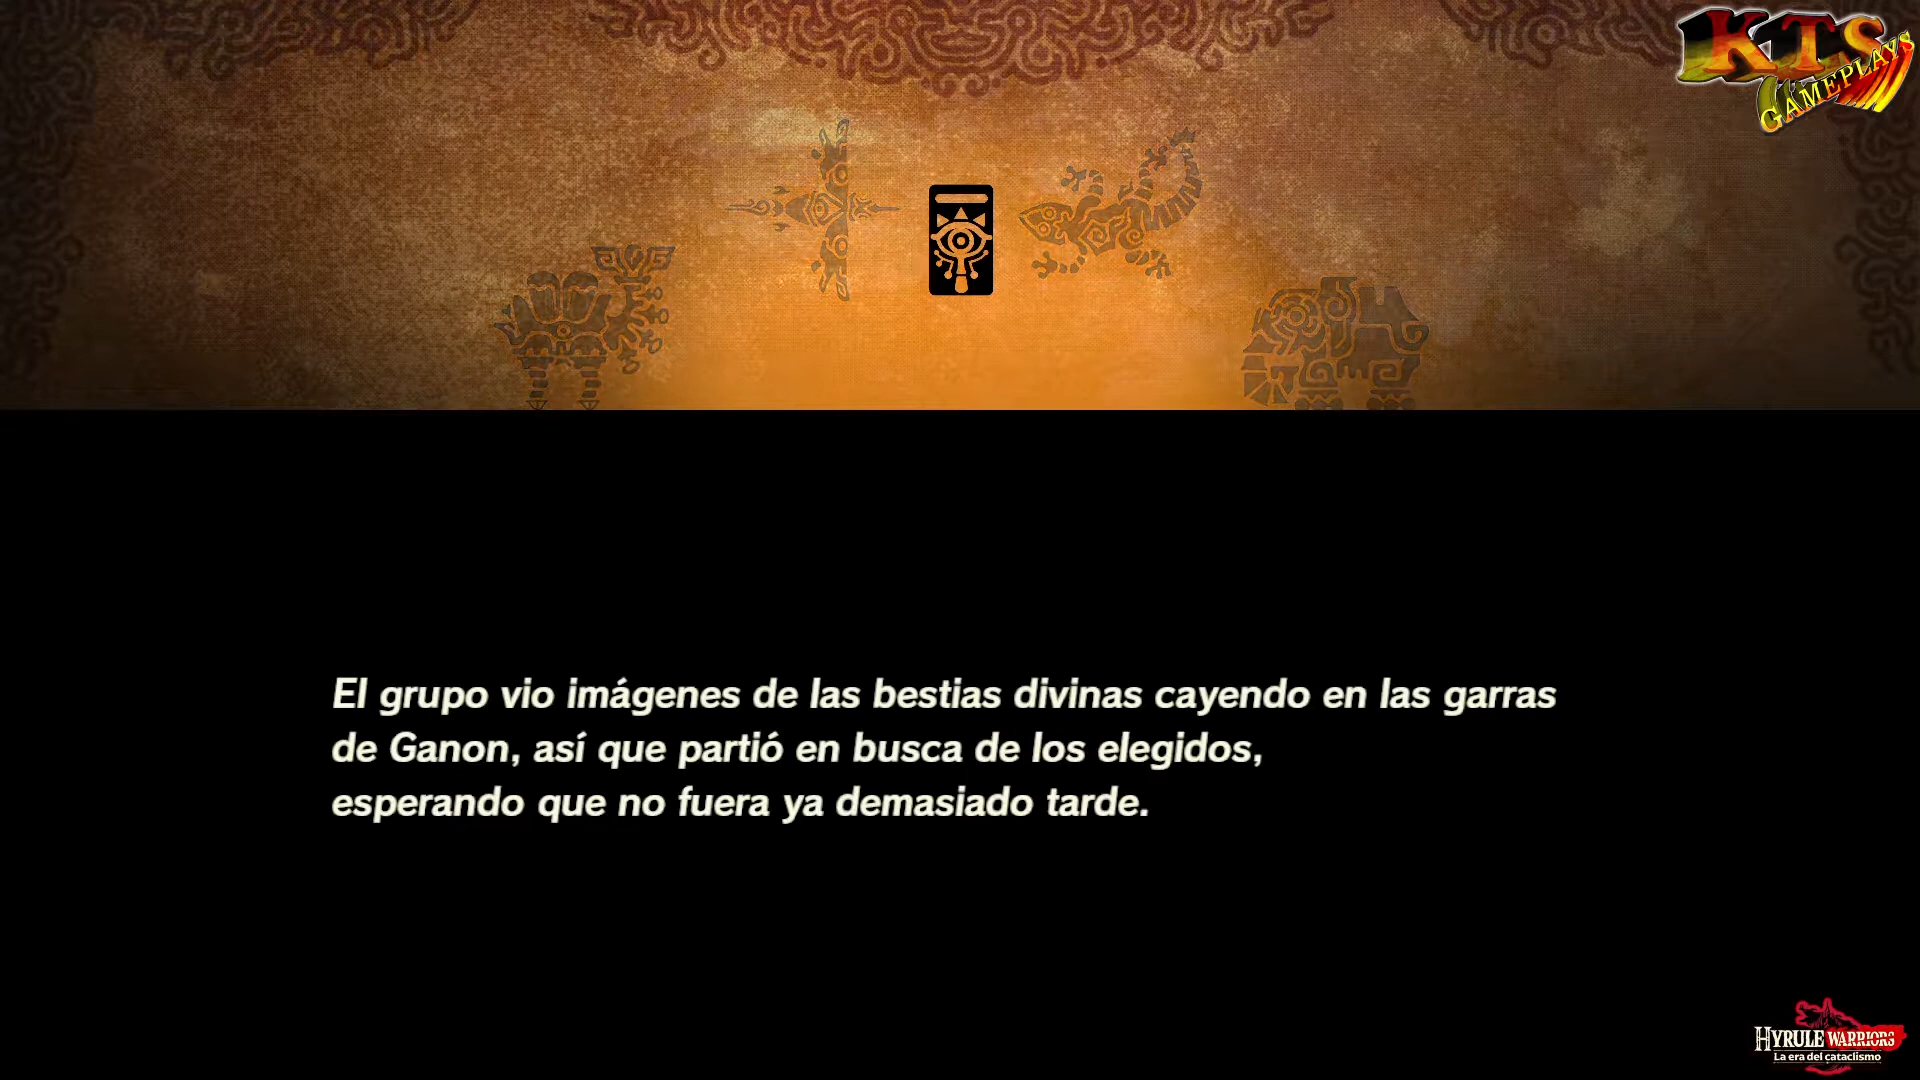 KTS
GAMEPLAYS
El grupo vio imágenes de las bestias divinas cayendo en las garras
de Ganon, así que partió en busca de los elegidos,
esperando que no fuera ya demasiado tarde.
HYRULE WARRIORS
La era del cataclismo